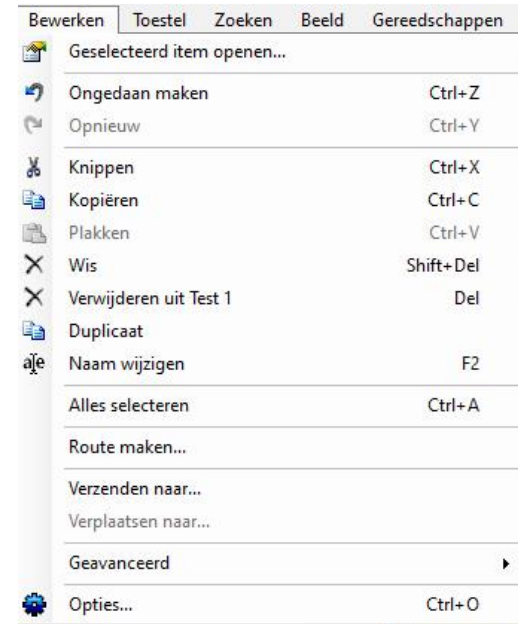 Bewerken Toestel Zoeken Beeld Gereedschappen
Geselecteerd item openen...
Ongedaan maken Ctrl+Z
Opnieuw Ctrl+Y
Knippen Ctrl+X
Kopiëren Ctrl+C
Plakken Ctrl+V
Wis Shift+Del
Verwijderen uit Test 1 Del
Duplicaat
Naam wijzigen F2
Alles selecteren Ctrl+A
Route maken...
Verzenden naar...
Verplaatsen naar...
Geavanceerd
Opties... Ctrl+O